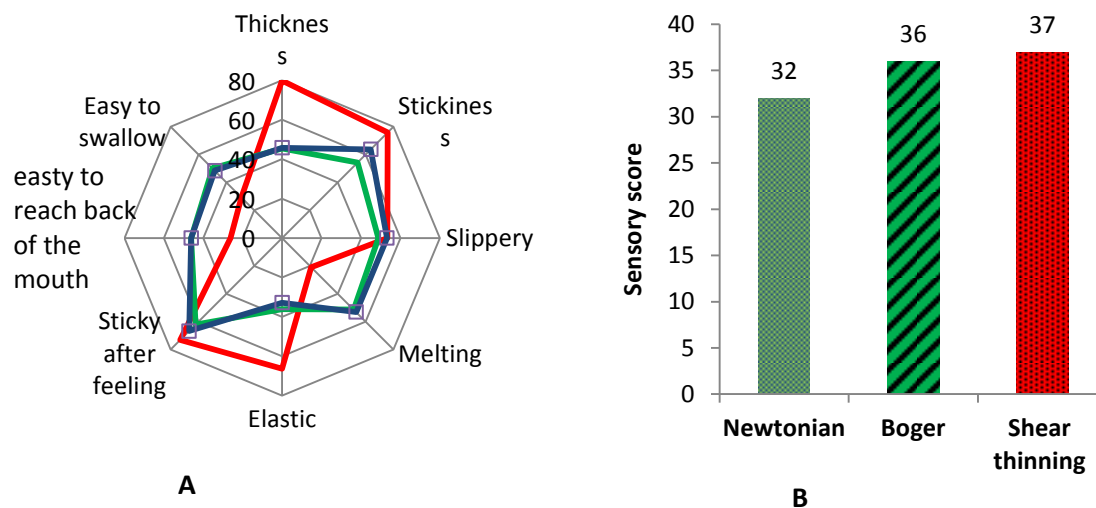 Thicknes
s
80
60
40
20
0
Stickines
s
Slippery
Melting
Elastic
Sticky
after
feeling
easty to
reach back
of the
mouth
Easy to
swallow
A
40
35
30
25
20
15
10
5
0
Sensory score
32
36
37
Newtonian
Boger
Shear
thinning
B